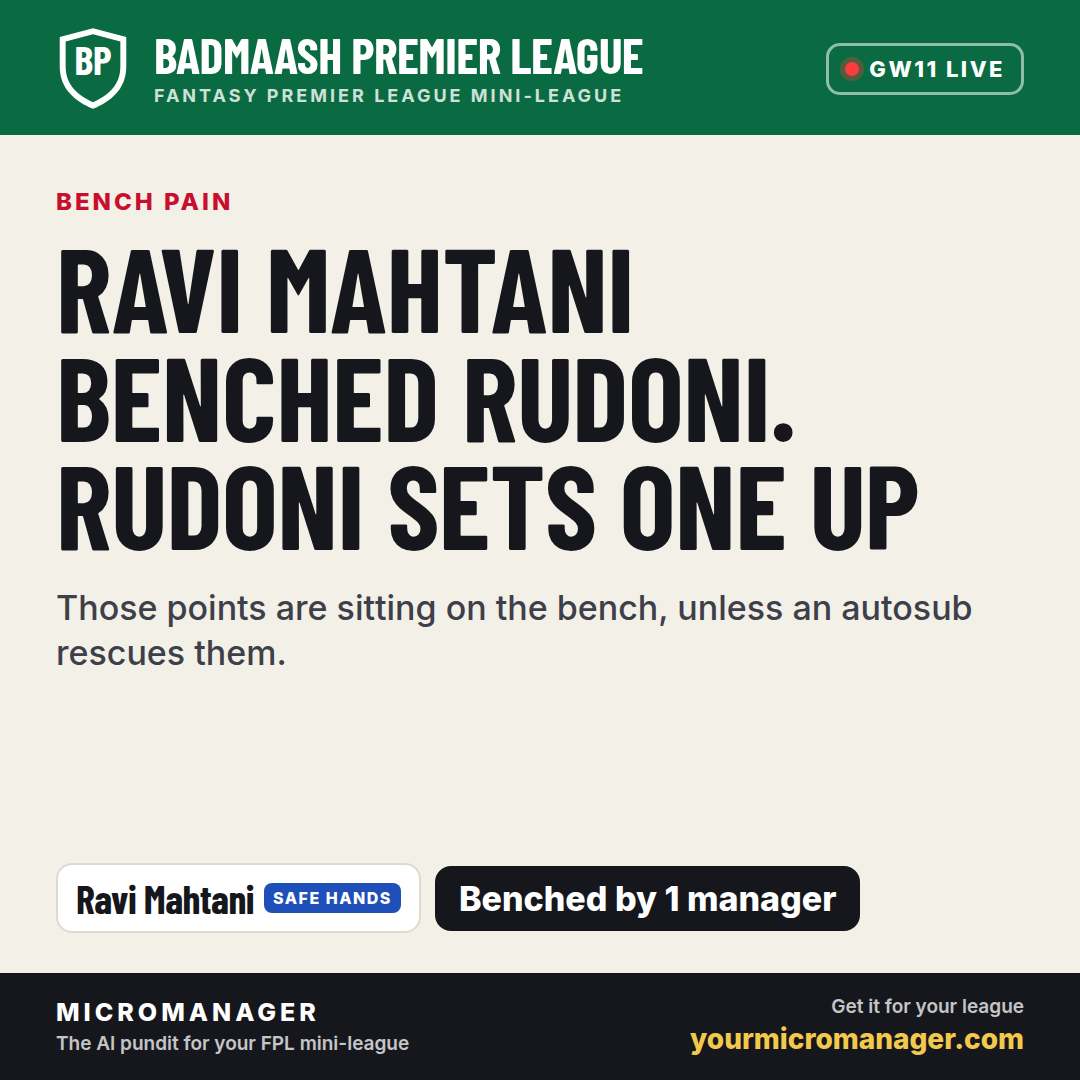 BP
BADMAASH PREMIER LEAGUE
FANTASY PREMIER LEAGUE MINI-LEAGUE
GW11 LIVE
BENCH PAIN
RAVI MAHTANI
BENCHED RUDONI.
RUDONI SETS ONE UP
Those points are sitting on the bench, unless an autosub
rescues them.
Ravi Mahtani SAFE HANDS
Benched by 1 manager
MICROMANAGER
The AI pundit for your FPL mini-league
Get it for your league
yourmicromanager.com